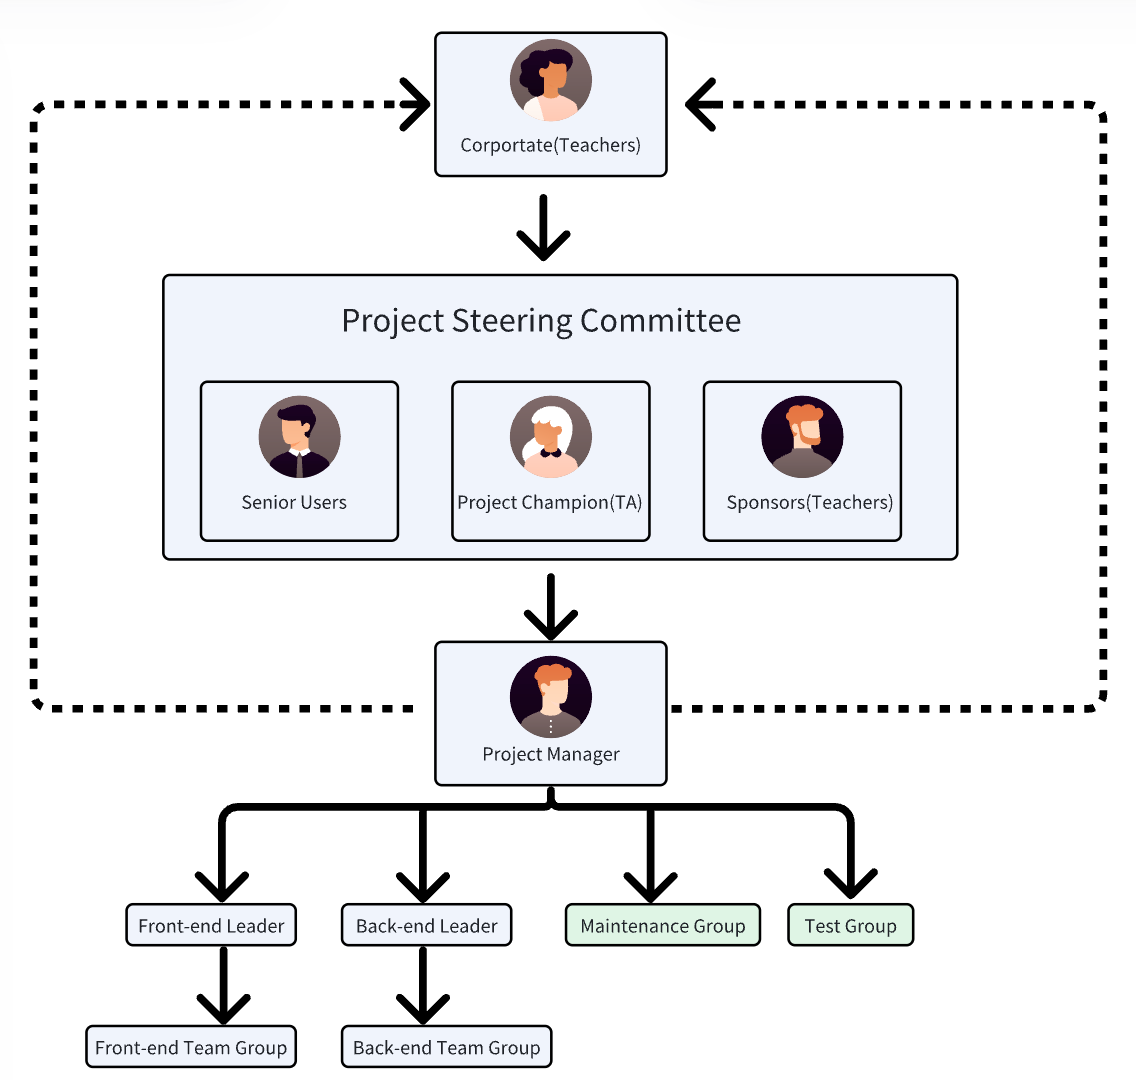 Corportate(Teachers)
Project Steering Committee
Senior Users
Project Champion(TA)
Sponsors(Teachers)
Project Manager
Front-end Leader
Back-end Leader
Maintenance Group
Test Group
Front-end Team Group
Back-end Team Group